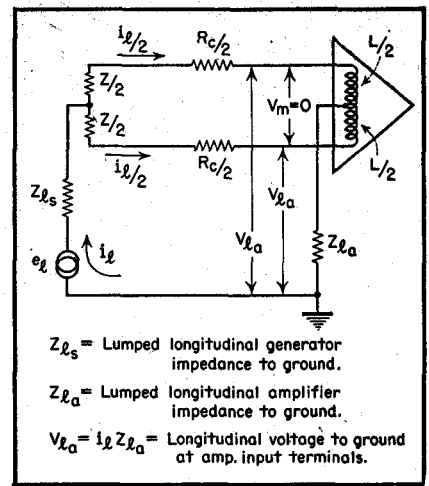 iℓ/2
Rc/2
L/2
Z/2
Vm=0
Z/2
iℓ/2
Rc/2
L/2
Zℓs
Vℓa
Vℓa
Zℓa
eℓ
iℓ
Zℓs = Lumped longitudinal generator
impedance to ground.
Zℓa = Lumped longitudinal amplifier
impedance to ground.
Vℓa = iℓ Zℓa = Longitudinal voltage to ground
at amp. input terminals.